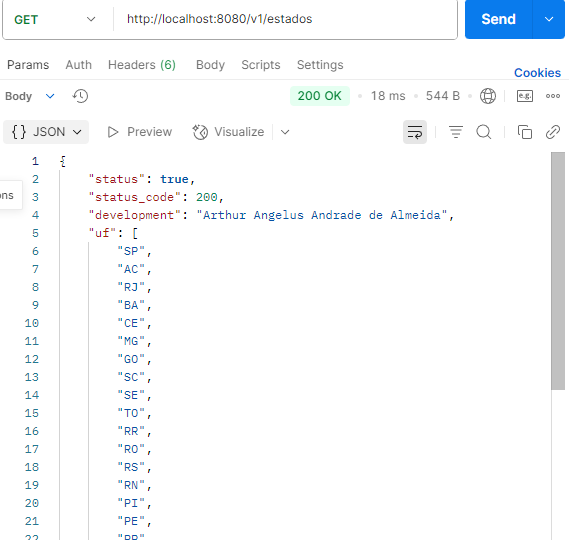 GET http://localhost:8080/v1/estados Send
Params Auth Headers (6) Body Scripts Settings
Cookies
Body 200 OK • 18 ms • 544 B • e.g.
{} JSON Preview Visualize
ons
1 {
2 "status": true,
3 "status_code": 200,
4 "development": "Arthur Angelus Andrade de Almeida",
5 "uf": [
6 "SP",
7 "AC",
8 "RJ",
9 "BA",
10 "CE",
11 "MG",
12 "GO",
13 "SC",
14 "SE",
15 "TO",
16 "RR",
17 "RO",
18 "RS",
19 "RN",
20 "PI",
21 "PE",
22